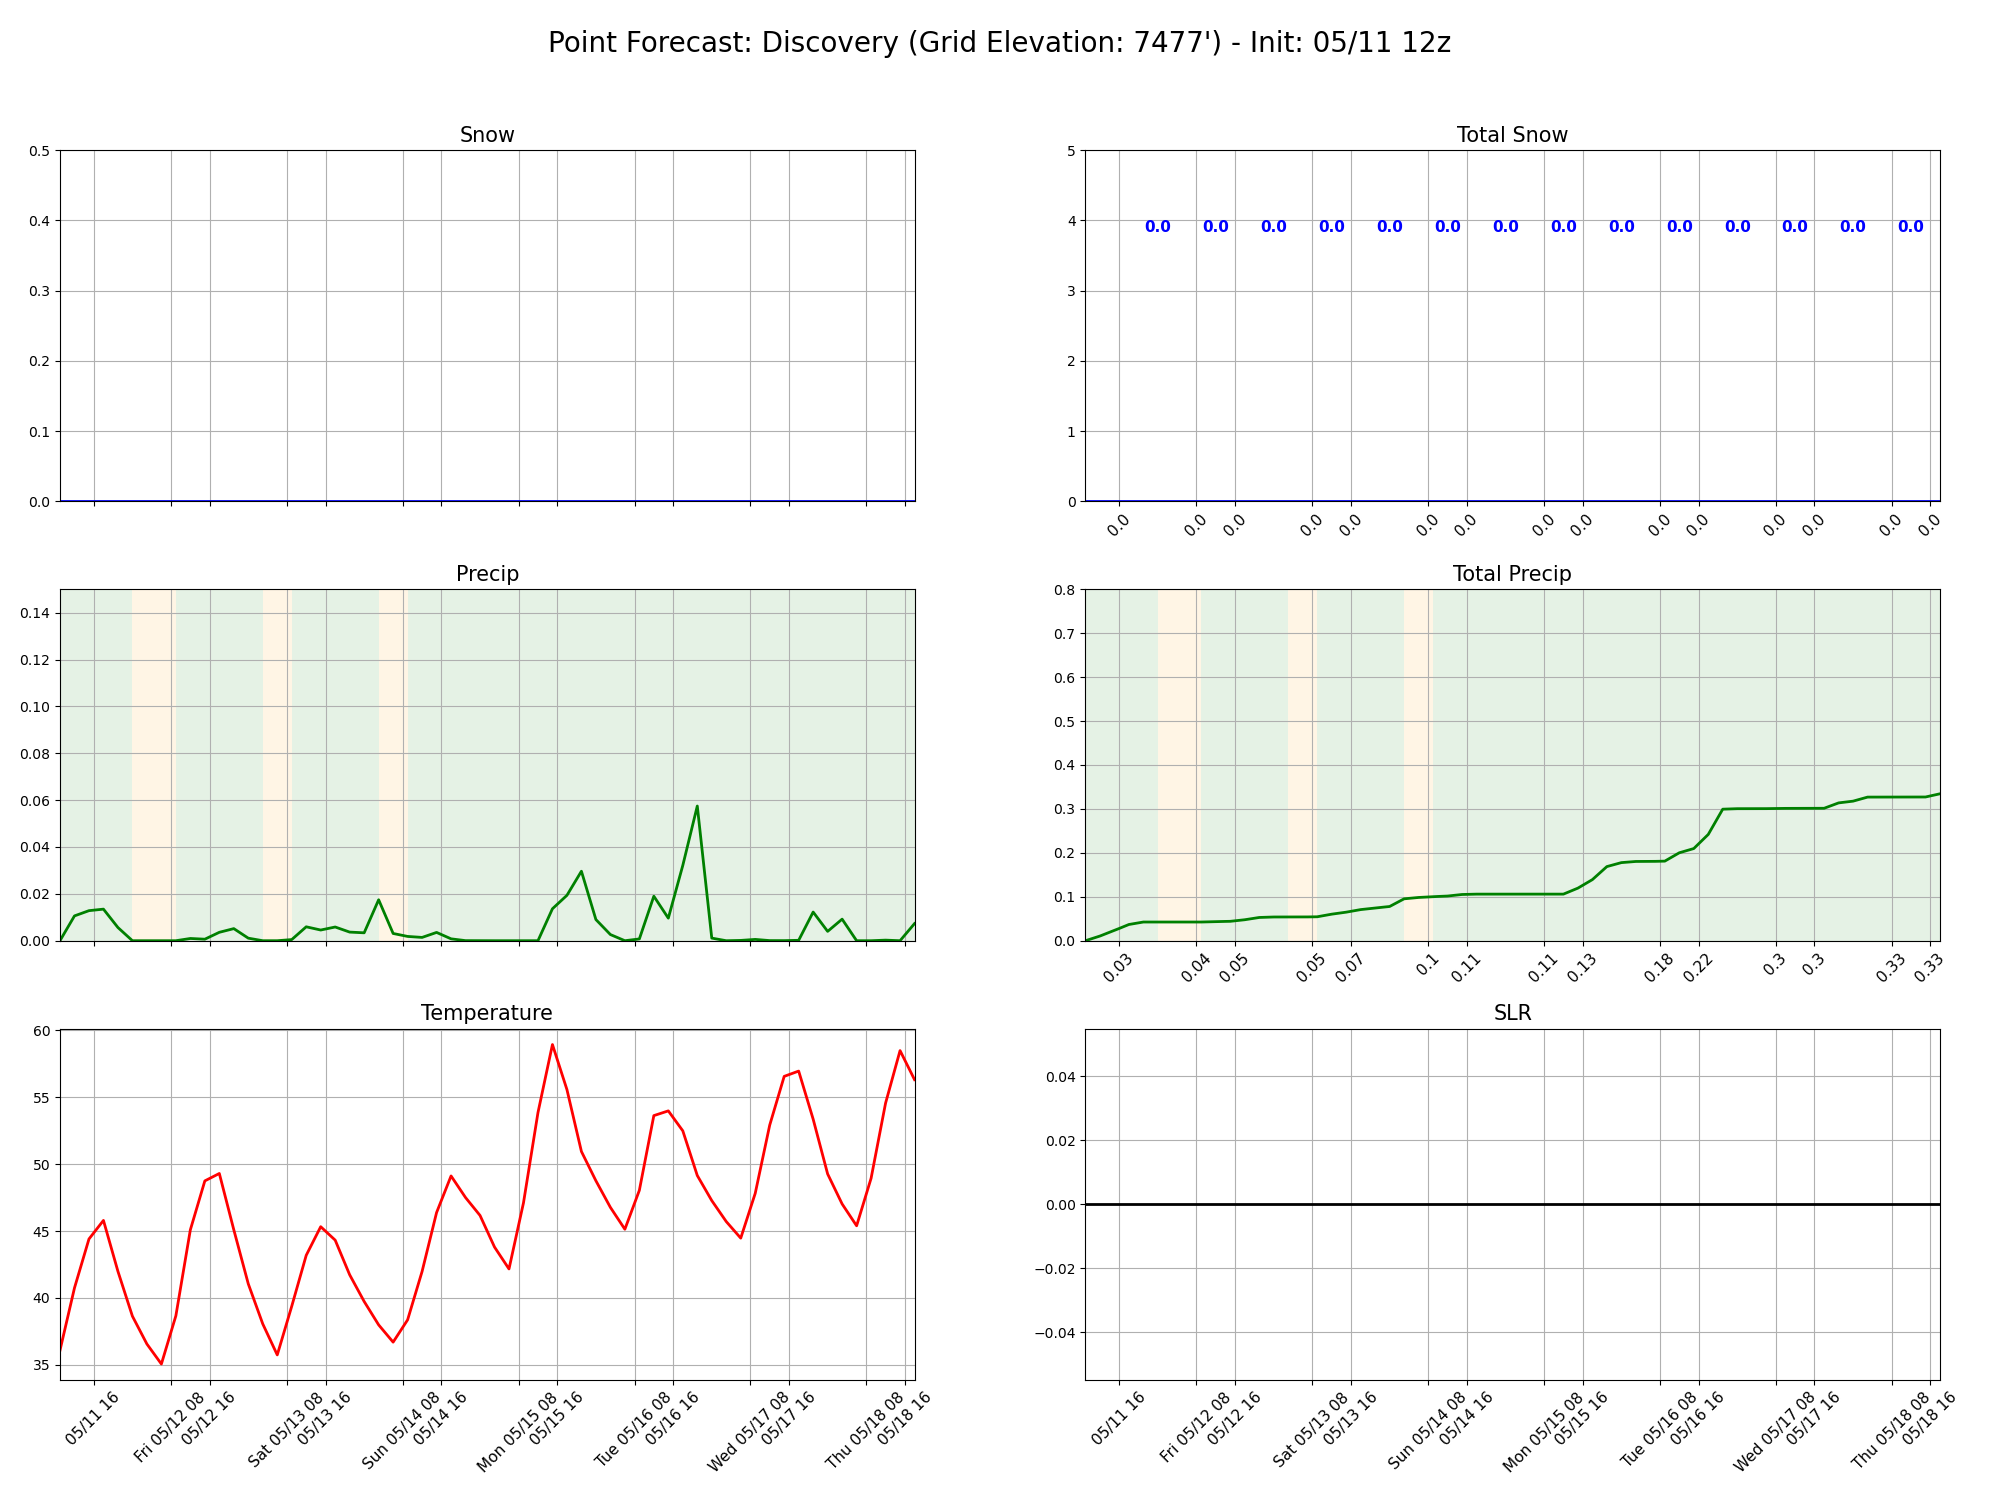 Point Forecast: Discovery (Grid Elevation: 7477') - Init: 05/11 12z
Snow
0.5
0.4
0.3
0.2
0.1
0.0
Total Snow
5
4
3
2
1
0
0.0 0.0 0.0 0.0 0.0 0.0 0.0 0.0 0.0 0.0 0.0 0.0 0.0 0.0
0.0 0.0 0.0 0.0 0.0 0.0 0.0 0.0 0.0 0.0 0.0 0.0 0.0 0.0 0.0
Precip
0.14
0.12
0.10
0.08
0.06
0.04
0.02
0.00
Total Precip
0.8
0.7
0.6
0.5
0.4
0.3
0.2
0.1
0.0
0.03 0.04 0.05 0.05 0.07 0.1 0.11 0.11 0.13 0.18 0.22 0.3 0.3 0.33 0.33
Temperature
60
55
50
45
40
35
05/11 16
Fri 05/12 08
05/12 16
Sat 05/13 08
05/13 16
Sun 05/14 08
05/14 16
Mon 05/15 08
05/15 16
Tue 05/16 08
05/16 16
Wed 05/17 08
05/17 16
Thu 05/18 08
05/18 16
SLR
0.04
0.02
0.00
−0.02
−0.04
05/11 16
Fri 05/12 08
05/12 16
Sat 05/13 08
05/13 16
Sun 05/14 08
05/14 16
Mon 05/15 08
05/15 16
Tue 05/16 08
05/16 16
Wed 05/17 08
05/17 16
Thu 05/18 08
05/18 16